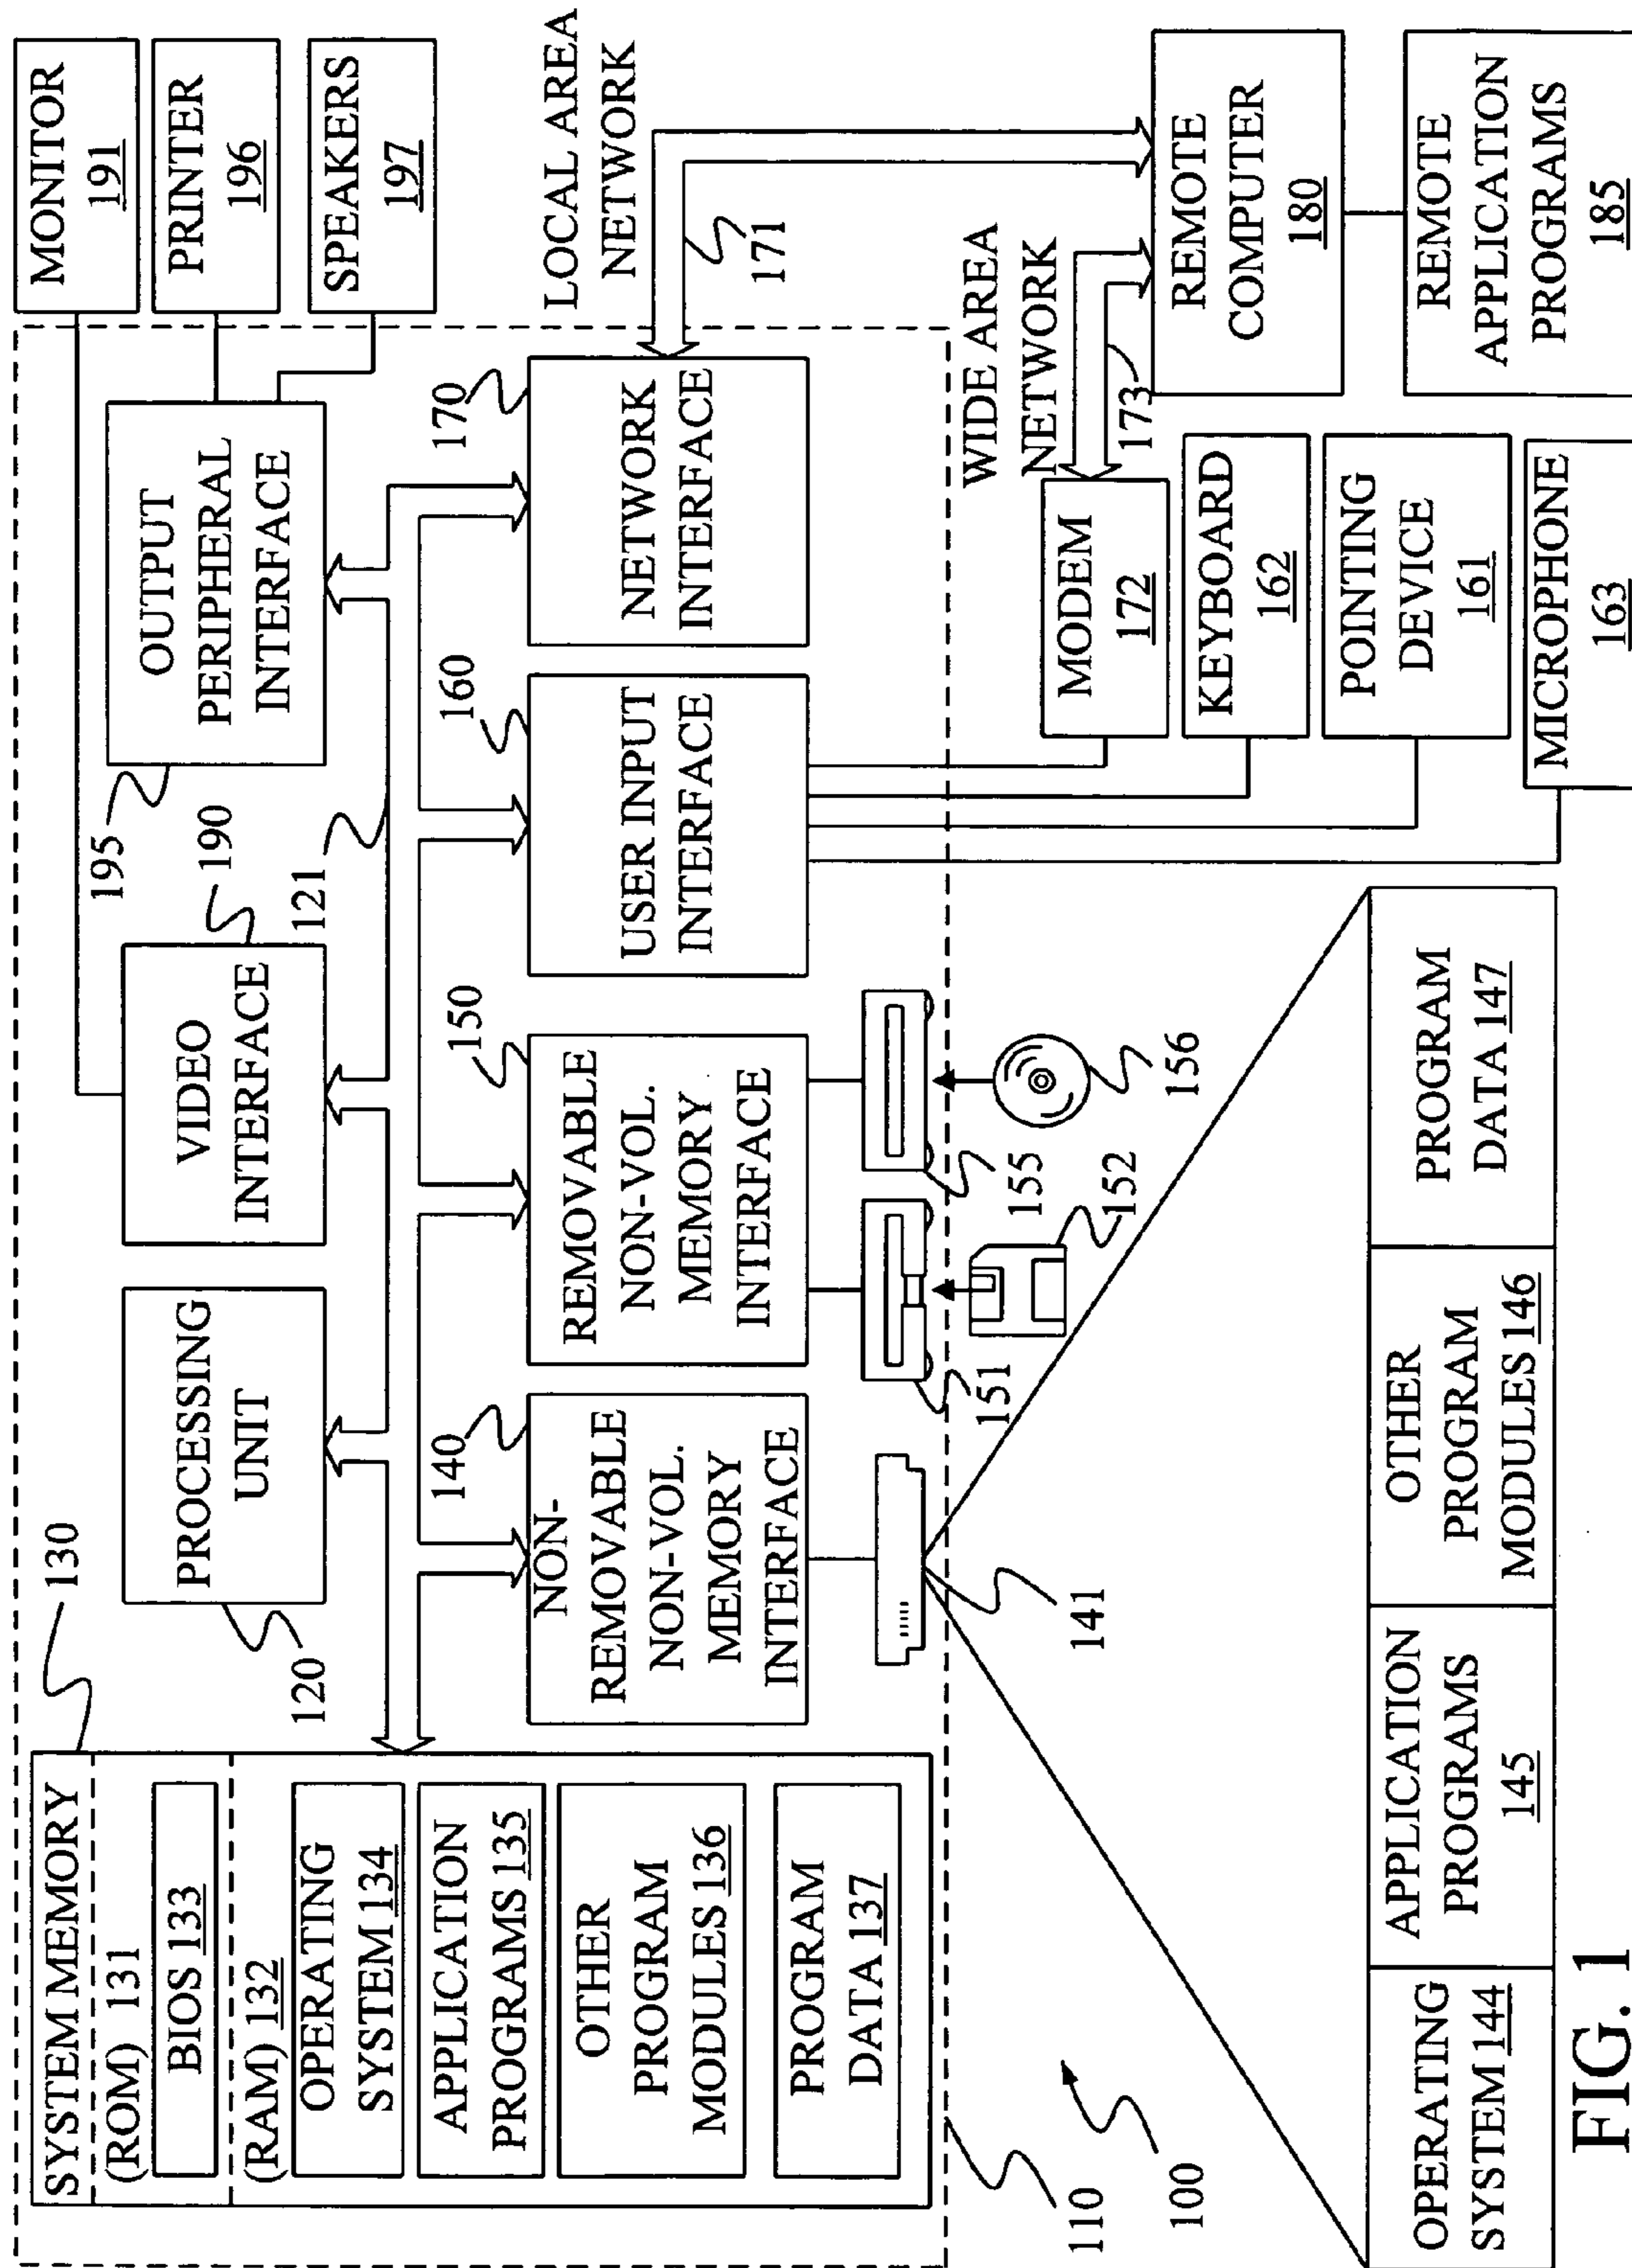 SYSTEM MEMORY
(ROM) 131
BIOS 133
(RAM) 132
OPERATING
SYSTEM 134
APPLICATION
PROGRAMS 135
OTHER
PROGRAM
MODULES 136
PROGRAM
DATA 137
130
120
PROCESSING
UNIT
VIDEO
INTERFACE
190
121
195
OUTPUT
PERIPHERAL
INTERFACE
MONITOR
191
PRINTER
196
SPEAKERS
197
140
NON-
REMOVABLE
NON-VOL.
MEMORY
INTERFACE
150
REMOVABLE
NON-VOL.
MEMORY
INTERFACE
160
USER INPUT
INTERFACE
170
NETWORK
INTERFACE
LOCAL AREA
NETWORK
171
WIDE AREA
NETWORK
173
141
151
152
155
156
MODEM
172
KEYBOARD
162
POINTING
DEVICE
161
MICROPHONE
163
REMOTE
COMPUTER
180
REMOTE
APPLICATION
PROGRAMS
185
110
100
OPERATING
SYSTEM 144
APPLICATION
PROGRAMS
145
OTHER
PROGRAM
MODULES 146
PROGRAM
DATA 147
FIG. 1